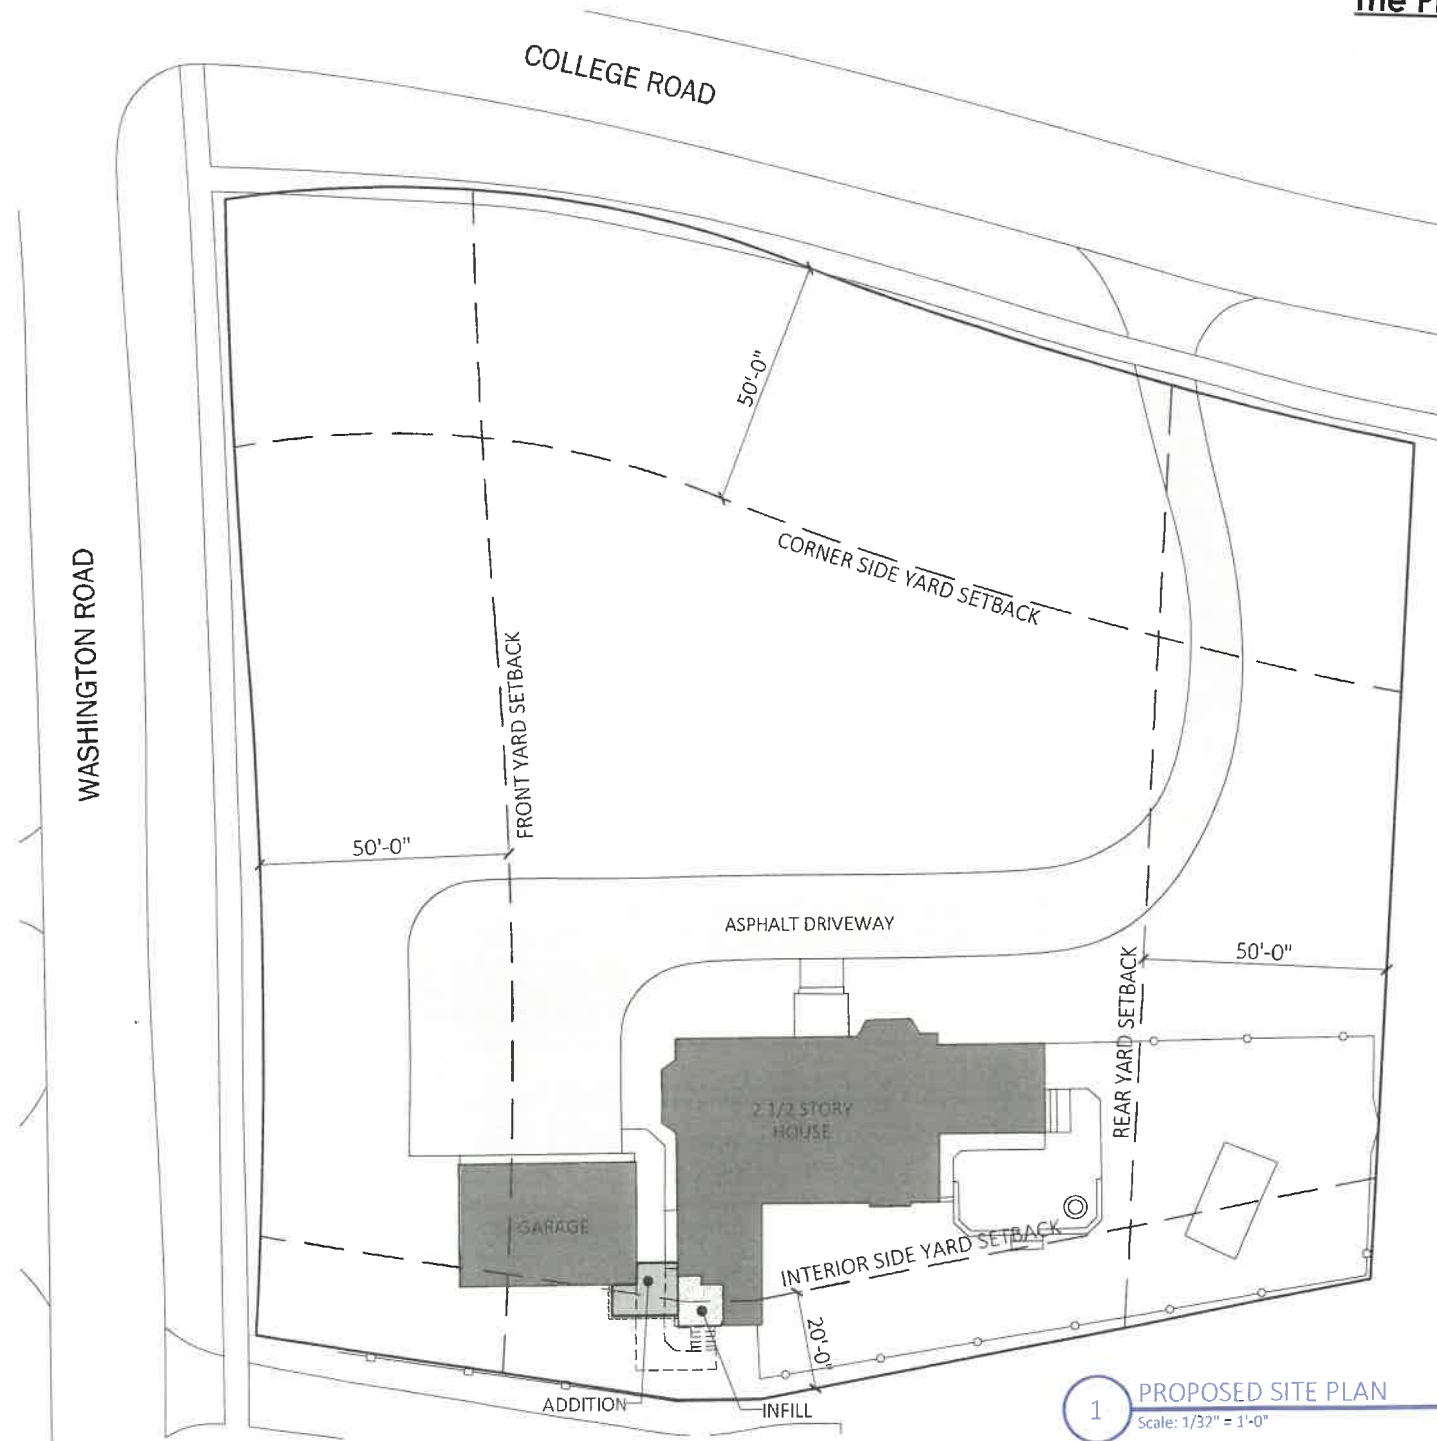 COLLEGE ROAD
50'-0"
CORNER SIDE YARD SETBACK
WASHINGTON ROAD
FRONT YARD SETBACK
50'-0"
ASPHALT DRIVEWAY
50'-0"
REAR YARD SETBACK
2 1/2 STORY
HOUSE
GARAGE
INTERIOR SIDE YARD SETBACK
20'-0"
ADDITION
INFILL
1
PROPOSED SITE PLAN
Scale: 1/32" = 1'-0"